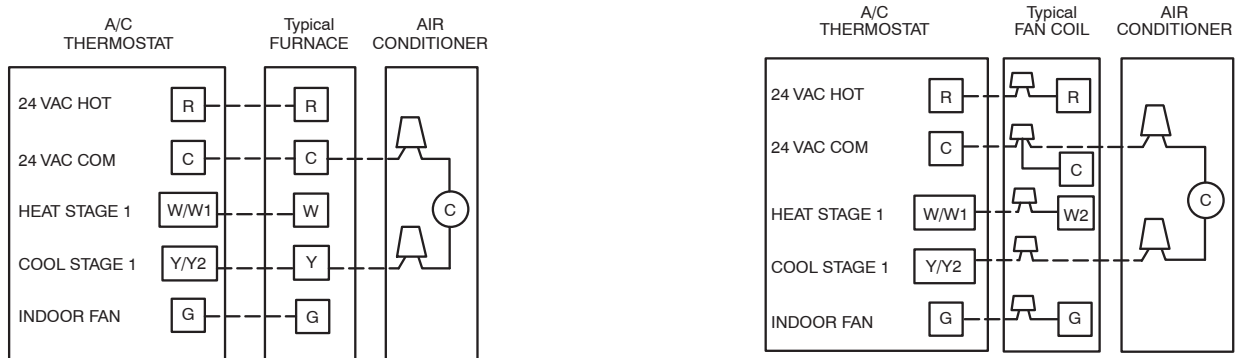 A/C
THERMOSTAT
Typical
FURNACE
AIR
CONDITIONER
24 VAC HOT
R
R
24 VAC COM
C
C
HEAT STAGE 1
W/W1
W
C
COOL STAGE 1
Y/Y2
Y
INDOOR FAN
G
G
A/C
THERMOSTAT
Typical
FAN COIL
AIR
CONDITIONER
24 VAC HOT
R
R
24 VAC COM
C
C
HEAT STAGE 1
W/W1
W2
C
COOL STAGE 1
Y/Y2
INDOOR FAN
G
G